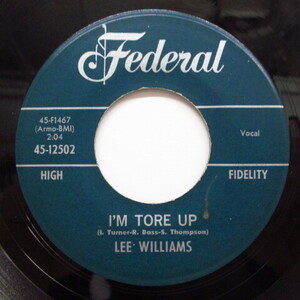 Federal
45-F1467
(Armo-BMI)
2:04
45-12502
Vocal
HIGH
FIDELITY
I'M TORE UP
(I. Turner-R. Bass-S. Thompson)
LEE WILLIAMS